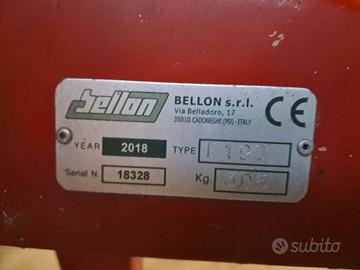 bellon
BELLON s.r.l.
Via Belladoro, 17
35010 CADONEGHE (PD) - ITALY
CE
YEAR 2018 TYPE
Serial N. 18328 Kg.
subito